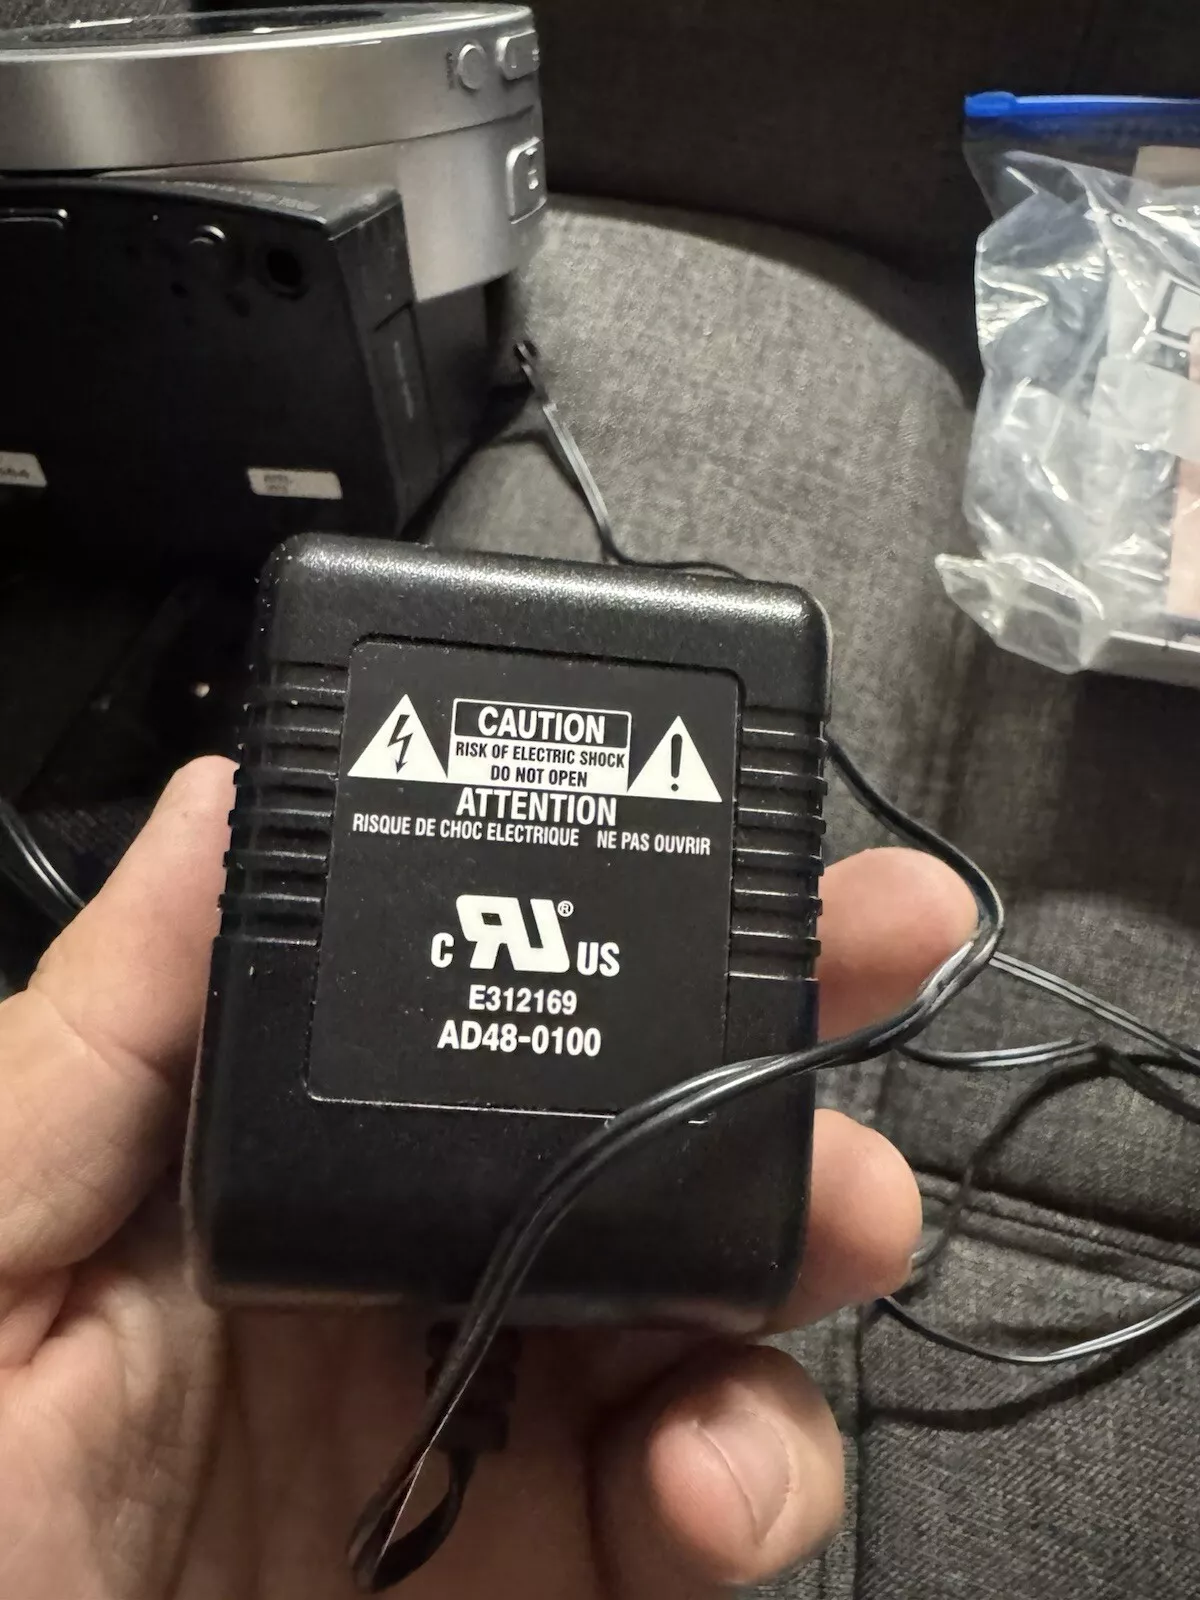 CAUTION
RISK OF ELECTRIC SHOCK
DO NOT OPEN
ATTENTION
RISQUE DE CHOC ELECTRIQUE NE PAS OUVRIR
C RU® US
E312169
AD48-0100